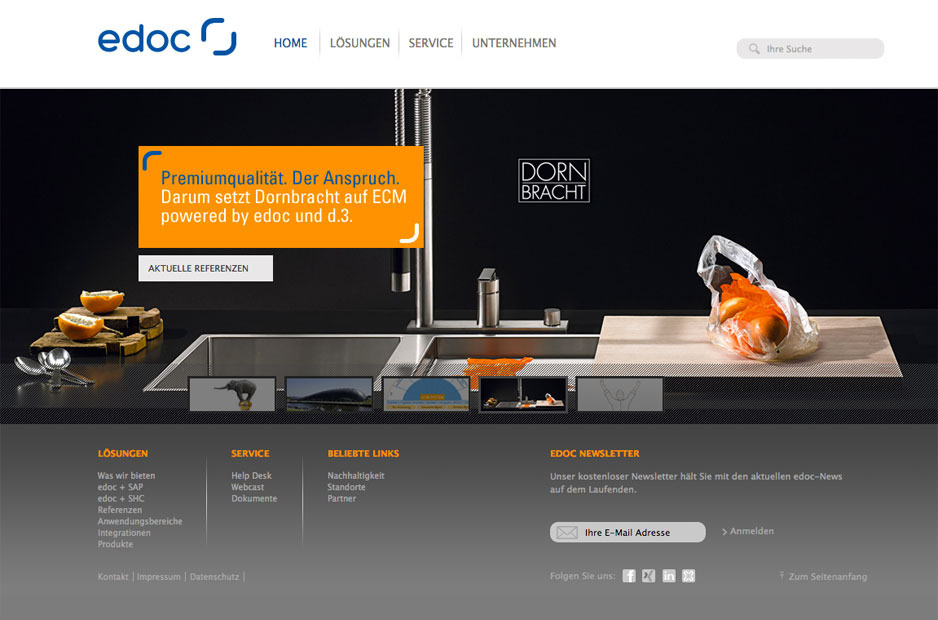 edoc
HOME
LÖSUNGEN
SERVICE
UNTERNEHMEN
Ihre Suche
Premiumqualität. Der Anspruch.
Darum setzt Dornbracht auf ECM
powered by edoc und d.3.
DORN
BRACHT
AKTUELLE REFERENZEN
LÖSUNGEN
Was wir bieten
edoc + SAP
edoc + SHC
Referenzen
Anwendungsbereiche
Integrationen
Produkte
SERVICE
Help Desk
Webcast
Dokumente
BELIEBTE LINKS
Nachhaltigkeit
Standorte
Partner
EDOC NEWSLETTER
Unser kostenloser Newsletter hält Sie mit den aktuellen edoc-News
auf dem Laufenden.
Ihre E-Mail Adresse
Anmelden
Kontakt | Impressum | Datenschutz |
Folgen Sie uns:
Zum Seitenanfang